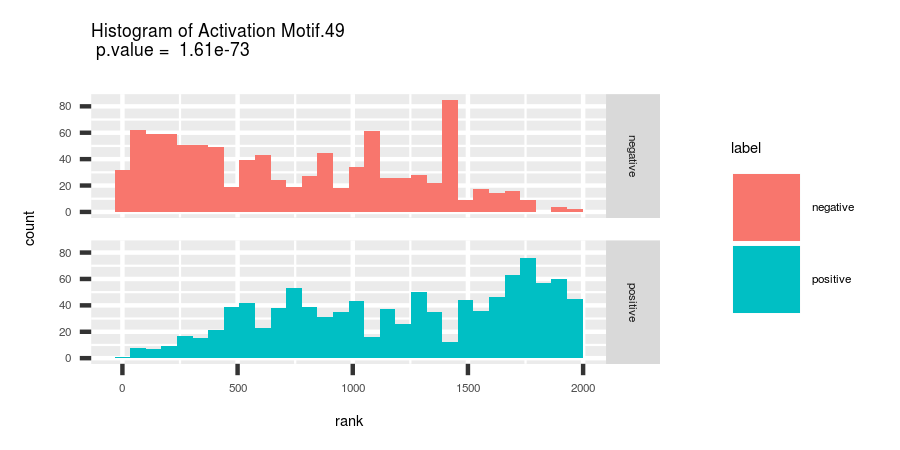 Histogram of Activation Motif.49
p.value = 1.61e-73
count
80
60
40
20
0
negative
80
60
40
20
0
positive
0
500
1000
1500
2000
rank
label
negative
positive